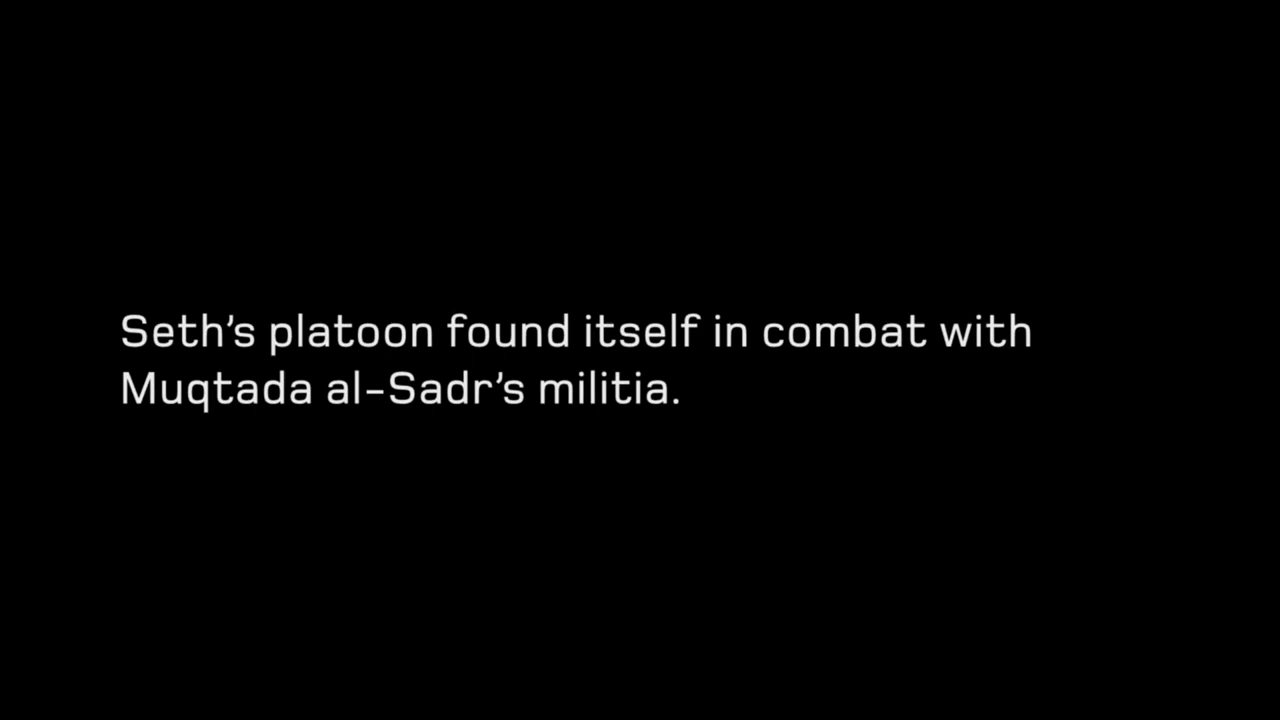 Seth’s platoon found itself in combat with
Muqtada al-Sadr’s militia.